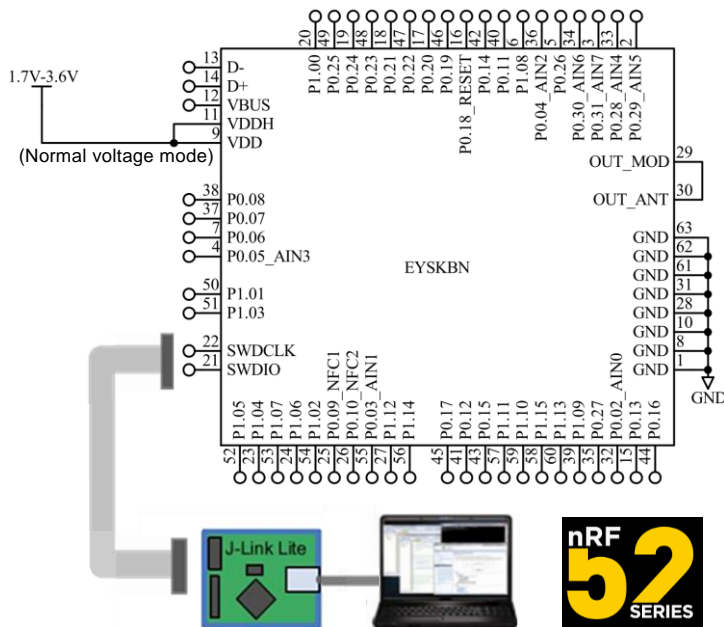 20 P1.00
49 P0.25
19 P0.24
48 P0.23
18 P0.21
47 P0.22
17 P0.20
46 P0.19
16 P0.18_RESET
42 P0.14
40 P0.11
6 P1.08
36 P0.04_AIN2
5 P0.26
34 P0.30_AIN6
3 P0.31_AIN7
33 P0.28_AIN4
2 P0.29_AIN5
1.7V-3.6V
13 D-
14 D+
12 VBUS
11 VDDH
9 VDD
(Normal voltage mode)
38 P0.08
37 P0.07
7 P0.06
4 P0.05_AIN3
50 P1.01
51 P1.03
22 SWDCLK
21 SWDIO
EYSKBN
OUT_MOD 29
OUT_ANT 30
GND 63
GND 62
GND 61
GND 31
GND 28
GND 10
GND 8
GND 1
GND
52 P1.05
23 P1.04
53 P1.07
24 P1.06
54 P1.02
25 P0.09_NFC1
26 P0.10_NFC2
55 P0.03_AIN1
27 P1.12
56 P1.14
45 P0.17
41 P0.12
43 P0.15
57 P1.11
59 P1.10
58 P1.15
60 P1.13
39 P1.09
35 P0.27
32 P0.02_AIN0
15 P0.13
44 P0.16
J-Link Lite
nRF
52
SERIES